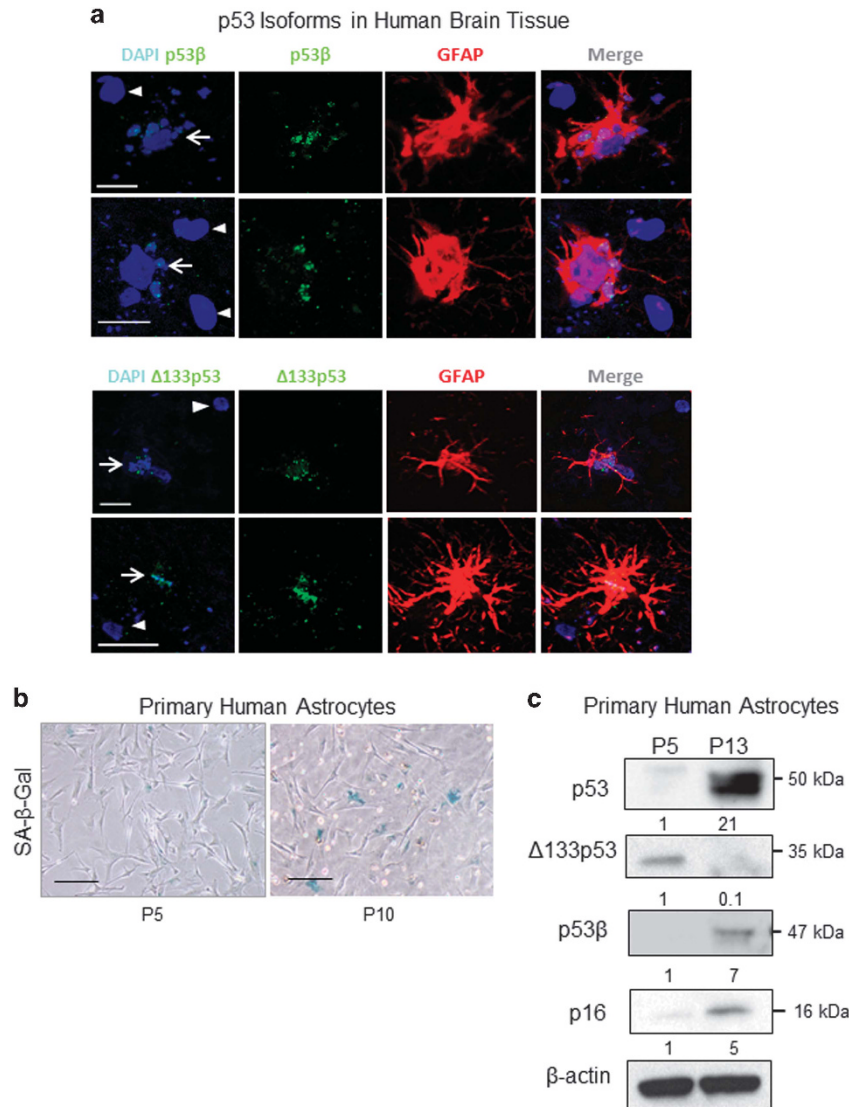 a
p53 Isoforms in Human Brain Tissue
DAPI p53β p53β GFAP Merge
DAPI Δ133p53 Δ133p53 GFAP Merge
b
Primary Human Astrocytes
SA-β-Gal
P5 P10
c
Primary Human Astrocytes
P5 P13
p53 50 kDa
1 21
Δ133p53 35 kDa
1 0.1
p53β 47 kDa
1 7
p16 16 kDa
1 5
β-actin